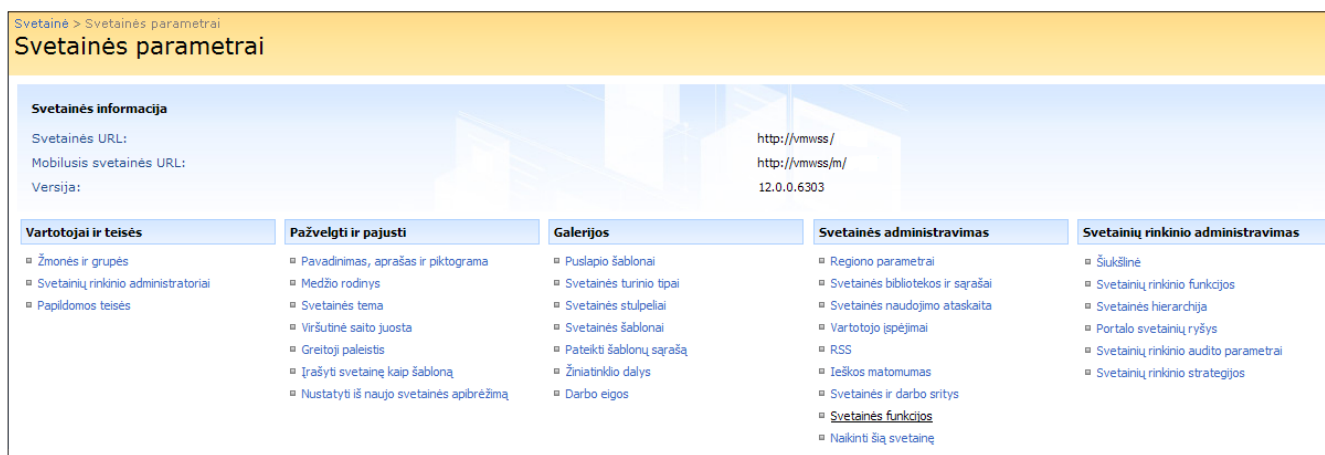 Svetainė > Svetainės parametrai
Svetainės parametrai
Svetainės informacija
Svetainės URL: http://vmwss/
Mobilusis svetainės URL: http://vmwss/m/
Versija: 12.0.0.6303
Vartotojai ir teisės
Žmonės ir grupės
Svetainių rinkinio administratoriai
Papildomos teisės
Pažvelgti ir pajusti
Pavadinimas, aprašas ir piktograma
Medžio rodinys
Svetainės tema
Viršutinė saito juosta
Greitoji paleistis
Įrašyti svetainę kaip šabloną
Nustatyti iš naujo svetainės apibrėžimą
Galerijos
Puslapio šablonai
Svetainės turinio tipai
Svetainės stulpeliai
Svetainės šablonai
Pateikti šablonų sąrašą
Žiniatinklio dalys
Darbo eigos
Svetainės administravimas
Regiono parametrai
Svetainės bibliotekos ir sąrašai
Svetainės naudojimo ataskaita
Vartotojo įspėjimai
RSS
Ieškos matomumas
Svetainės ir darbo sritys
Svetainės funkcijos
Naikinti šią svetainę
Svetainių rinkinio administravimas
Šiukšlinė
Svetainių rinkinio funkcijos
Svetainės hierarchija
Portalo svetainių ryšys
Svetainių rinkinio audito parametrai
Svetainių rinkinio strategijos